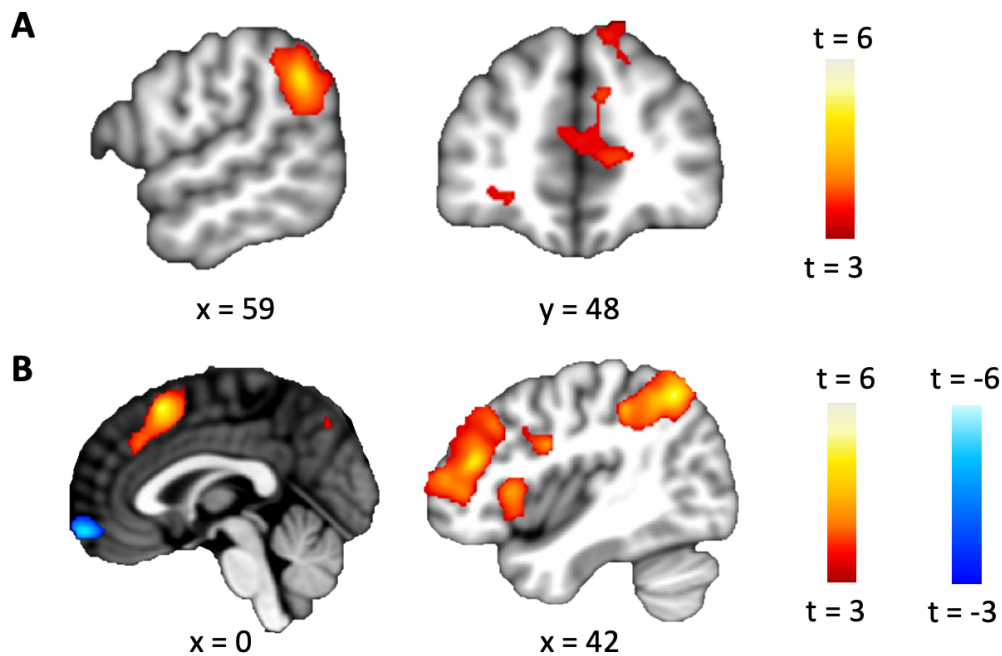 A
t = 6
t = 3
x = 59
y = 48
B
t = 6
t = -6
t = 3
t = -3
x = 0
x = 42